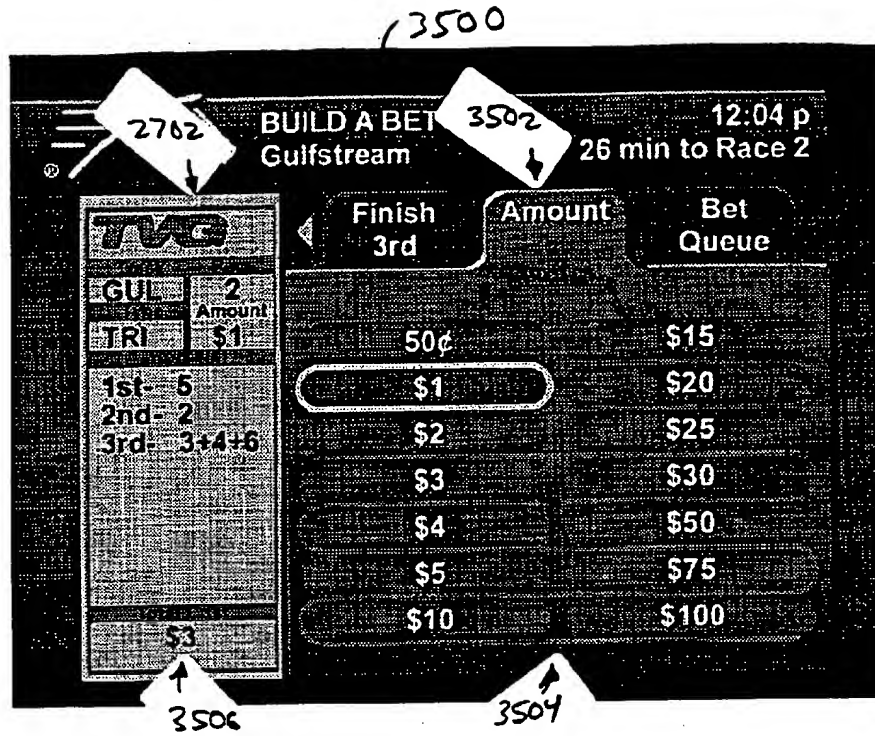 3500
2702
BUILD A BET
3502
12:04 p
®
Gulfstream
26 min to Race 2
TVG
Finish
3rd
Amount
Bet
Queue
GUL
2
Amount
TRI
$1
1st- 5
2nd- 2
3rd- 3+4+6
50¢
$15
$1
$20
$2
$25
$3
$30
$4
$50
$5
$75
$10
$100
$3
3506
3504